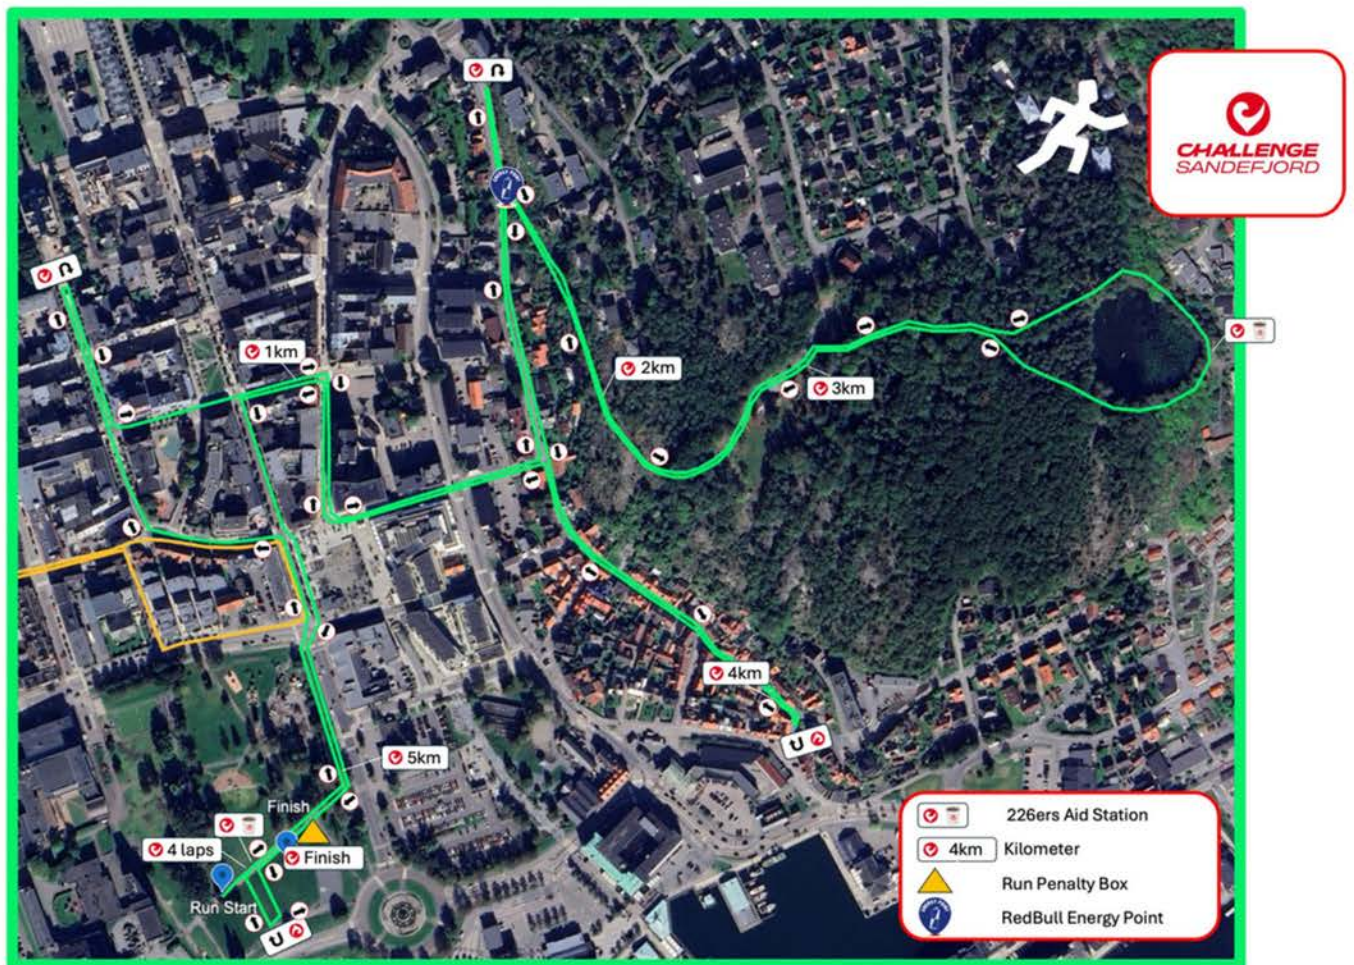 CHALLENGE
SANDEFJORD
1km
2km
3km
4km
5km
Finish
4 laps
Finish
Run Start
226ers Aid Station
4km Kilometer
Run Penalty Box
RedBull Energy Point